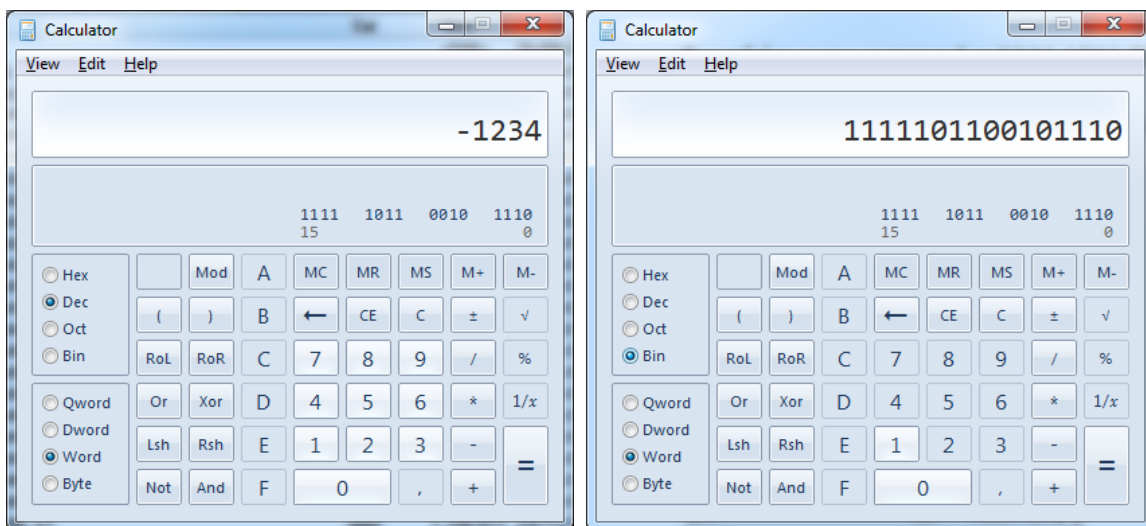 Calculator
View Edit Help
-1234
1111 1011 0010 1110
15 0
Hex Mod A MC MR MS M+ M-
Dec ( ) B ← CE C ± √
Oct
Bin RoL RoR C 7 8 9 / %
Qword Or Xor D 4 5 6 * 1/x
Dword
Word Lsh Rsh E 1 2 3 - =
Byte Not And F 0 , +
Calculator
View Edit Help
1111101100101110
1111 1011 0010 1110
15 0
Hex Mod A MC MR MS M+ M-
Dec ( ) B ← CE C ± √
Oct
Bin RoL RoR C 7 8 9 / %
Qword Or Xor D 4 5 6 * 1/x
Dword
Word Lsh Rsh E 1 2 3 - =
Byte Not And F 0 , +